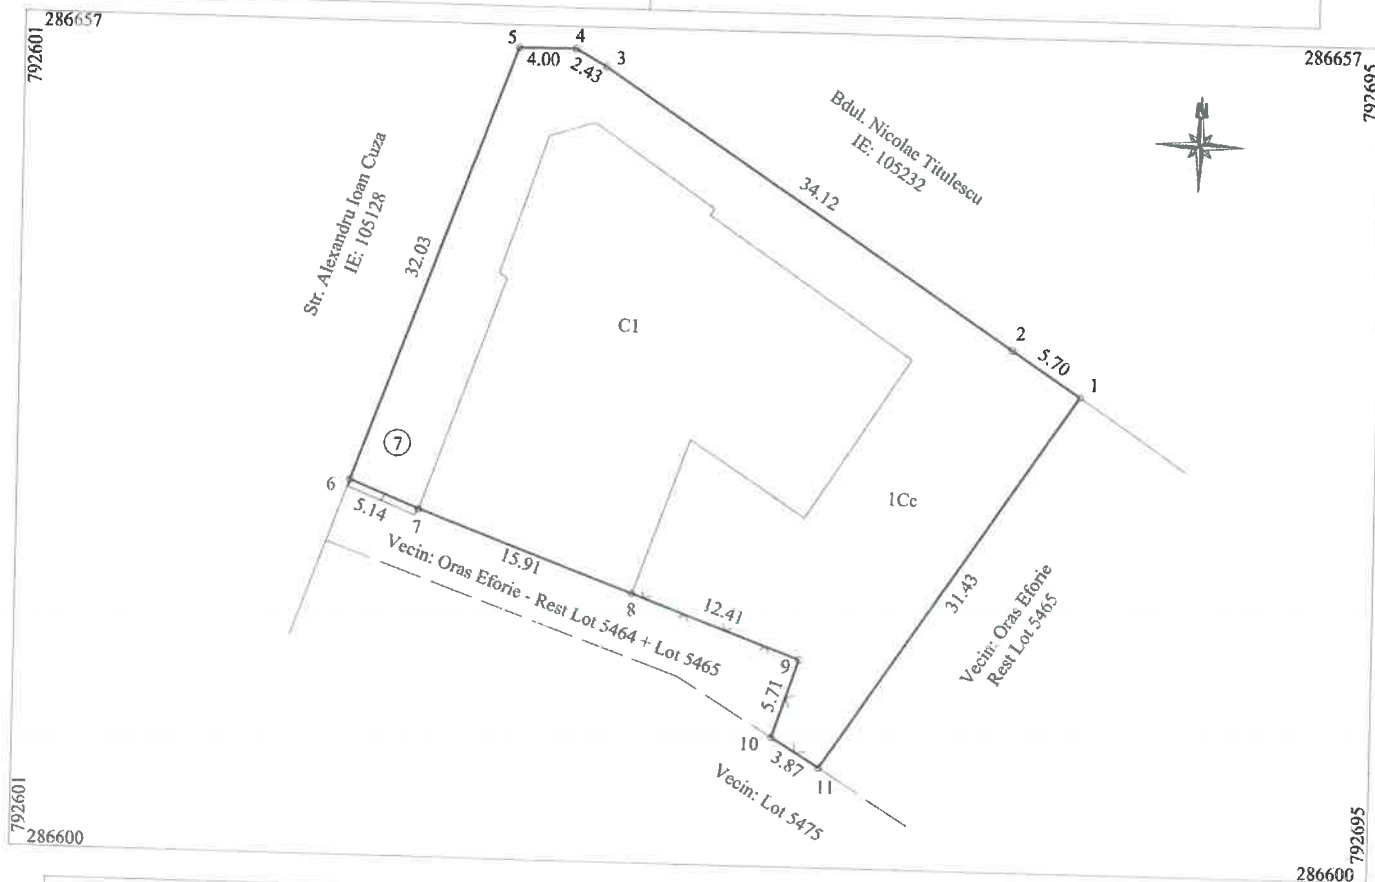 286657
792601
5
4
3
4.00
2.43
286657
792695
N
Bdul. Nicolae Titulescu
IE: 105232
Str. Alexandru Ioan Cuza
IE: 105128
34.12
32.03
C1
2
5.70
1
7
6
5.14
7
1Cc
15.91
Vecin: Oras Eforie - Rest Lot 5464 + Lot 5465
8
12.41
31.43
Vecin: Oras Eforie
Rest Lot 5465
9
5.71
10
3.87
11
Vecin: Lot 5475
792601
286600
792695
286600